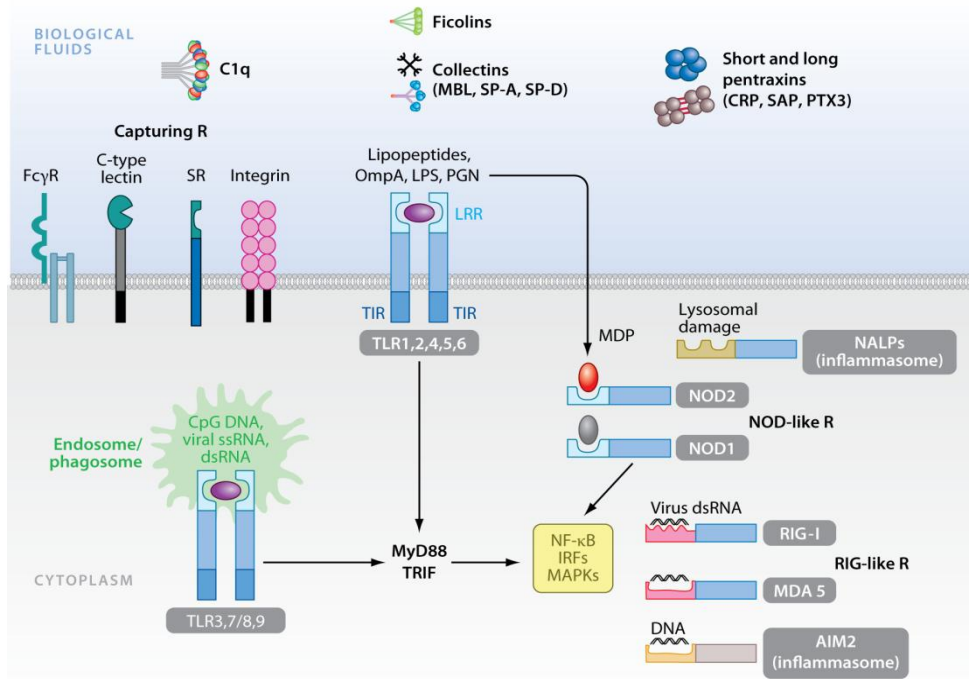 BIOLOGICAL
FLUIDS
C1q
Ficolins
Collectins
(MBL, SP-A, SP-D)
Short and long
pentraxins
(CRP, SAP, PTX3)
Capturing R
FcγR
C-type
lectin
SR
Integrin
Lipopeptides,
OmpA, LPS, PGN
LRR
TIR
TIR
TLR1,2,4,5,6
MDP
Lysosomal
damage
NALPs
(inflammasome)
NOD2
NOD-like R
NOD1
Endosome/
phagosome
CpG DNA,
viral ssRNA,
dsRNA
CYTOPLASM
TLR3,7/8,9
MyD88
TRIF
NF-κB
IRFs
MAPKs
Virus dsRNA
RIG-I
RIG-like R
MDA 5
DNA
AIM2
(inflammasome)